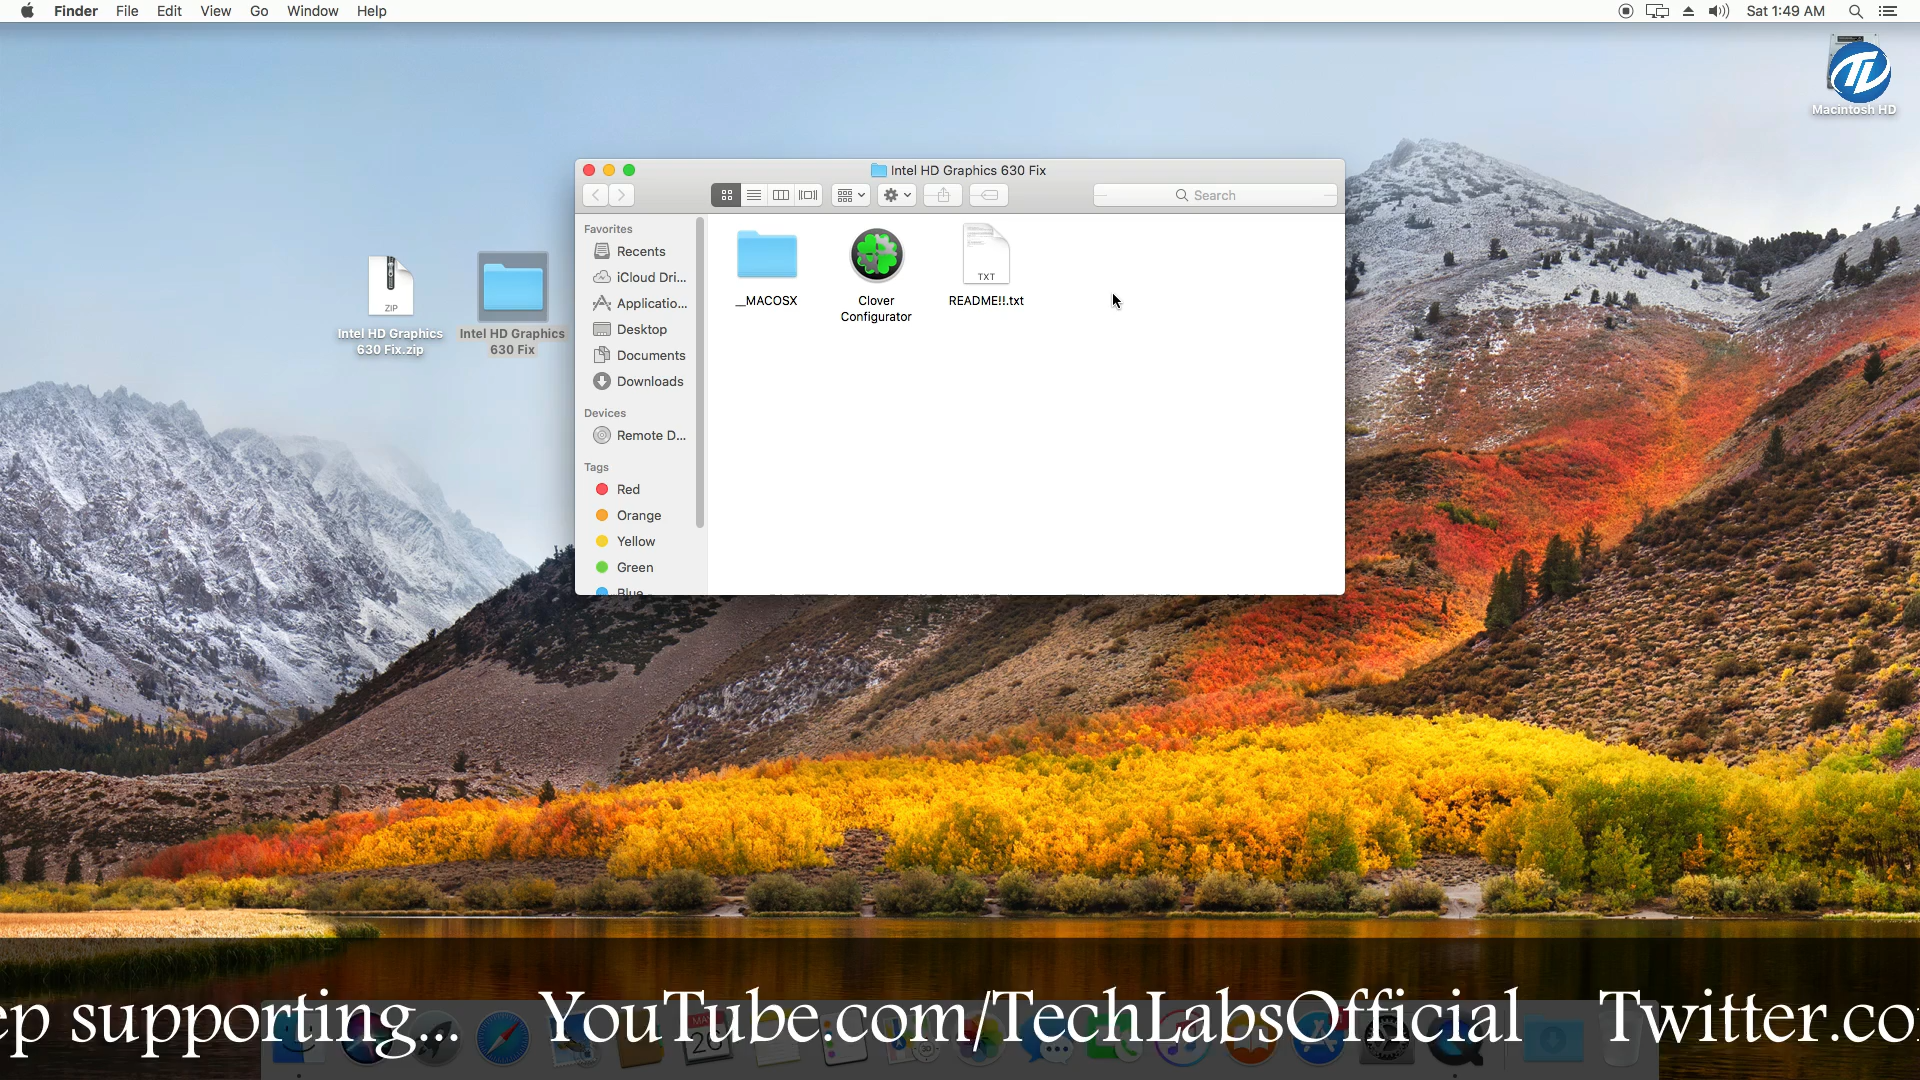 Finder File Edit View Go Window Help Sat 1:49 AM
Macintosh HD
Intel HD Graphics 630 Fix
Search
Favorites
Recents
iCloud Dri...
Applicatio...
Desktop
Documents
Downloads
Devices
Remote D...
Tags
Red
Orange
Yellow
Green
Blue
__MACOSX
Clover
Configurator
TXT
README!!.txt
ZIP
Intel HD Graphics
630 Fix.zip
Intel HD Graphics
630 Fix
ep supporting... YouTube.com/TechLabsOfficial Twitter.co